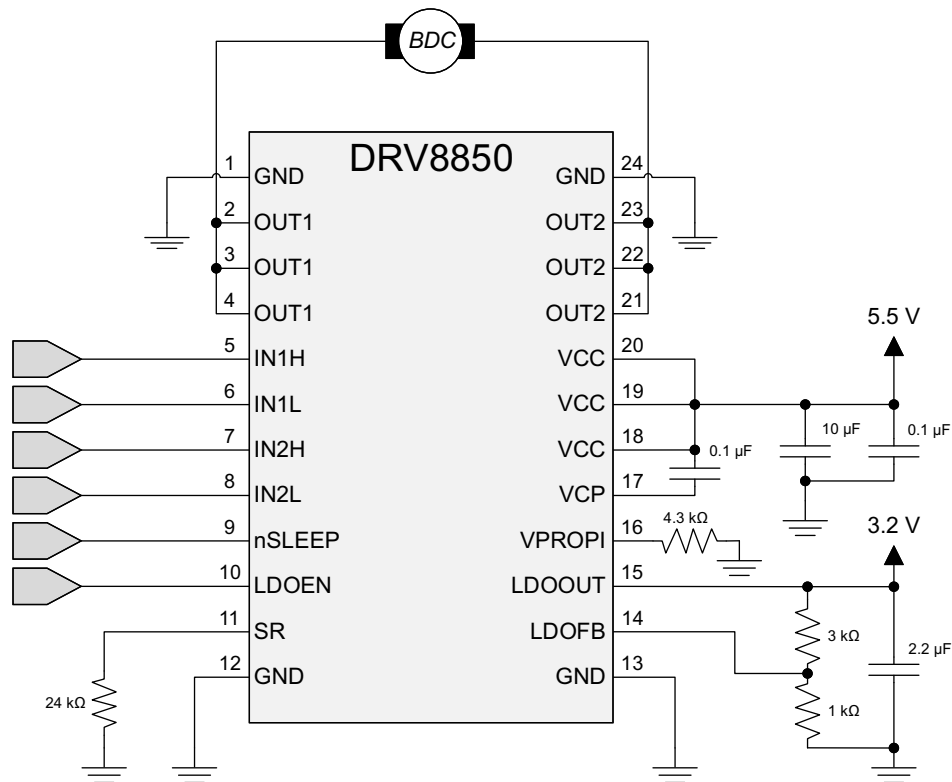 BDC
DRV8850
1 GND
2 OUT1
3 OUT1
4 OUT1
5 IN1H
6 IN1L
7 IN2H
8 IN2L
9 nSLEEP
10 LDOEN
11 SR
12 GND
24 kΩ
GND 24
OUT2 23
OUT2 22
OUT2 21
VCC 20
VCC 19
VCC 18
VCP 17
VPROPI 16
LDOOUT 15
LDOFB 14
GND 13
5.5 V
0.1 µF
10 µF
0.1 µF
4.3 kΩ
3.2 V
3 kΩ
2.2 µF
1 kΩ